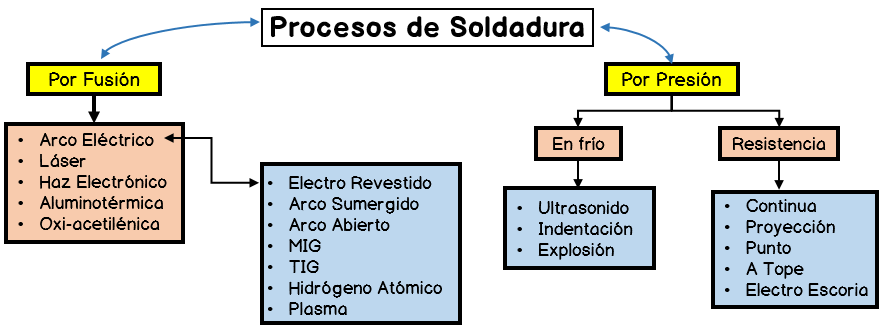 Procesos de Soldadura
Por Fusión
• Arco Eléctrico
• Láser
• Haz Electrónico
• Aluminotérmica
• Oxi-acetilénica
• Electro Revestido
• Arco Sumergido
• Arco Abierto
• MIG
• TIG
• Hidrógeno Atómico
• Plasma
Por Presión
En frío
• Ultrasonido
• Indentación
• Explosión
Resistencia
• Continua
• Proyección
• Punto
• A Tope
• Electro Escoria